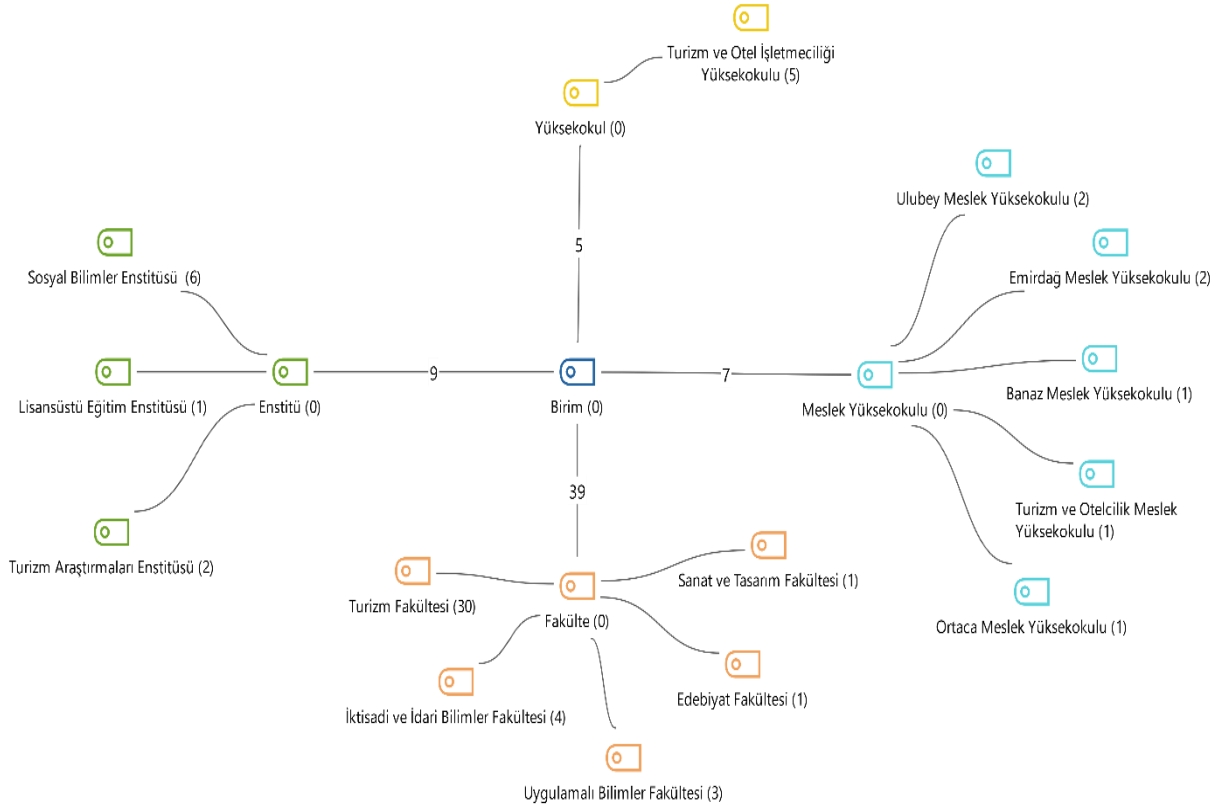 Turizm ve Otel İşletmeciliği
Yüksekokulu (5)
Yüksekokul (0)
Ulubey Meslek Yüksekokulu (2)
5
Sosyal Bilimler Enstitüsü (6)
Emirdağ Meslek Yüksekokulu (2)
9
7
Lisansüstü Eğitim Enstitüsü (1)
Enstitü (0)
Birim (0)
Meslek Yüksekokulu (0)
Banaz Meslek Yüksekokulu (1)
39
Turizm ve Otelcilik Meslek
Yüksekokulu (1)
Turizm Araştırmaları Enstitüsü (2)
Sanat ve Tasarım Fakültesi (1)
Turizm Fakültesi (30)
Fakülte (0)
Ortaca Meslek Yüksekokulu (1)
Edebiyat Fakültesi (1)
İktisadi ve İdari Bilimler Fakültesi (4)
Uygulamalı Bilimler Fakültesi (3)